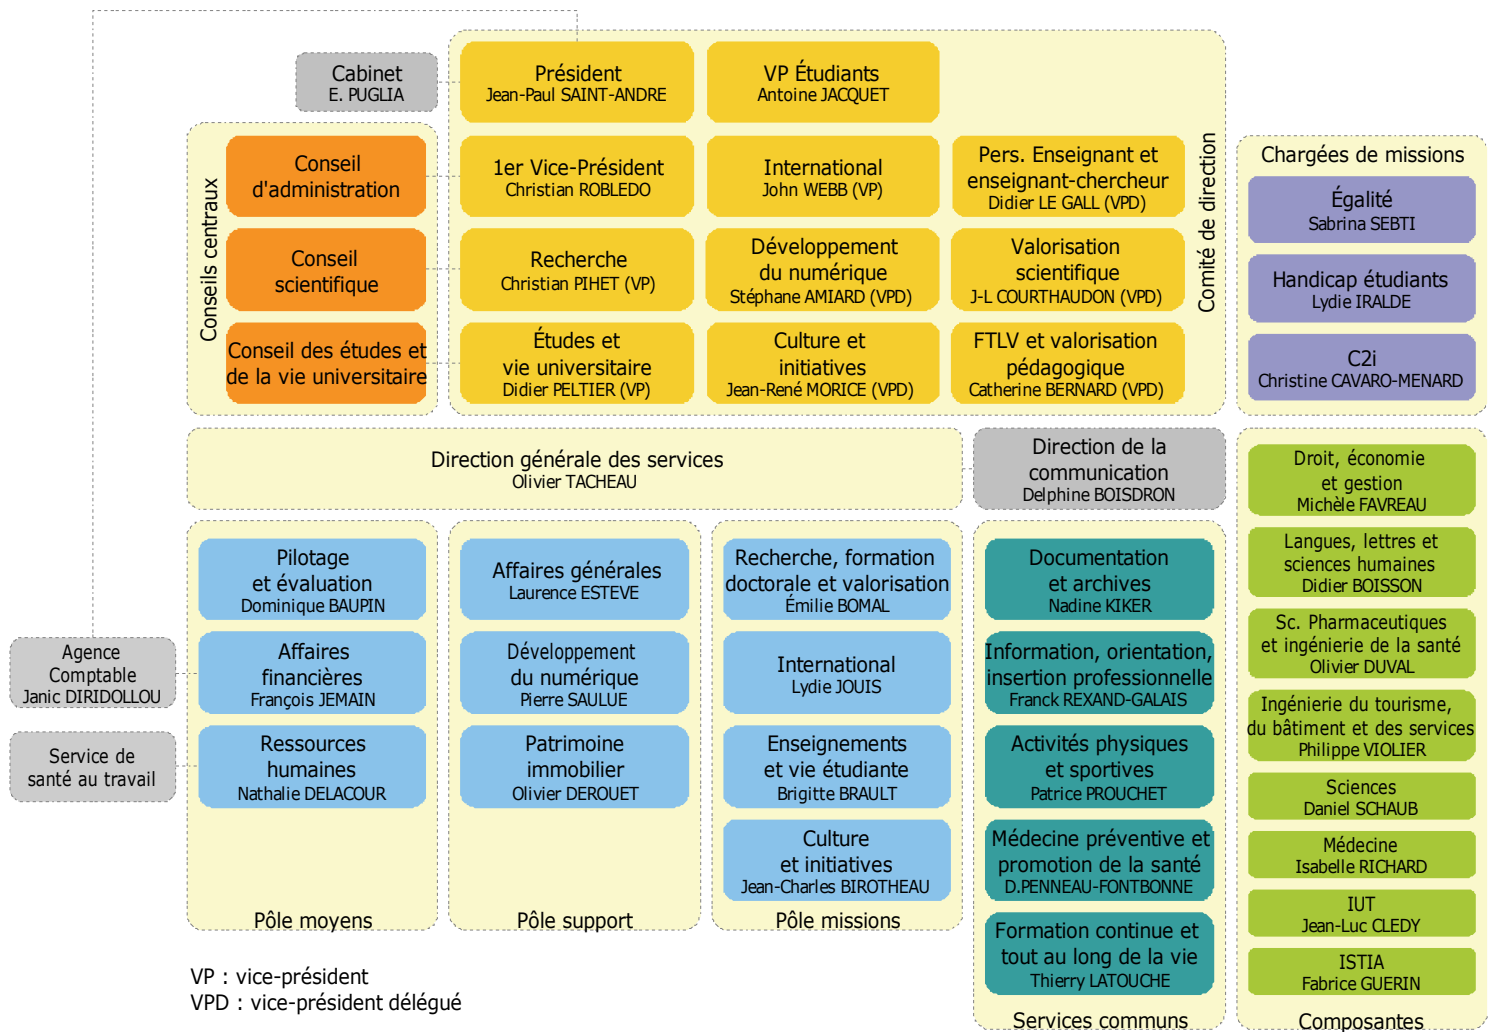 Cabinet
E. PUGLIA
Président
Jean-Paul SAINT-ANDRE
VP Étudiants
Antoine JACQUET
Conseils centraux
Conseil
d'administration
Conseil
scientifique
Conseil des études et
de la vie universitaire
1er Vice-Président
Christian ROBLEDO
International
John WEBB (VP)
Pers. Enseignant et
enseignant-chercheur
Didier LE GALL (VPD)
Recherche
Christian PIHET (VP)
Développement
du numérique
Stéphane AMIARD (VPD)
Valorisation
scientifique
J-L COURTHAUDON (VPD)
Études et
vie universitaire
Didier PELTIER (VP)
Culture et
initiatives
Jean-René MORICE (VPD)
FTLV et valorisation
pédagogique
Catherine BERNARD (VPD)
Comité de direction
Chargées de missions
Égalité
Sabrina SEBTI
Handicap étudiants
Lydie IRALDE
C2i
Christine CAVARO-MENARD
Direction générale des services
Olivier TACHEAU
Direction de la
communication
Delphine BOISDRON
Agence
Comptable
Janic DIRIDOLLOU
Service de
santé au travail
Pilotage
et évaluation
Dominique BAUPIN
Affaires
financières
François JEMAIN
Ressources
humaines
Nathalie DELACOUR
Pôle moyens
Affaires générales
Laurence ESTEVE
Développement
du numérique
Pierre SAULUE
Patrimoine
immobilier
Olivier DEROUET
Pôle support
Recherche, formation
doctorale et valorisation
Émilie BOMAL
International
Lydie JOUIS
Enseignements
et vie étudiante
Brigitte BRAULT
Culture
et initiatives
Jean-Charles BIROTHEAU
Pôle missions
Documentation
et archives
Nadine KIKER
Information, orientation,
insertion professionnelle
Franck REXAND-GALAIS
Activités physiques
et sportives
Patrice PROUCHET
Médecine préventive et
promotion de la santé
D.PENNEAU-FONTBONNE
Formation continue et
tout au long de la vie
Thierry LATOUCHE
Services communs
Droit, économie
et gestion
Michèle FAVREAU
Langues, lettres et
sciences humaines
Didier BOISSON
Sc. Pharmaceutiques
et ingénierie de la santé
Olivier DUVAL
Ingénierie du tourisme,
du bâtiment et des services
Philippe VIOLIER
Sciences
Daniel SCHAUB
Médecine
Isabelle RICHARD
IUT
Jean-Luc CLEDY
ISTIA
Fabrice GUERIN
Composantes
VP : vice-président
VPD : vice-président délégué